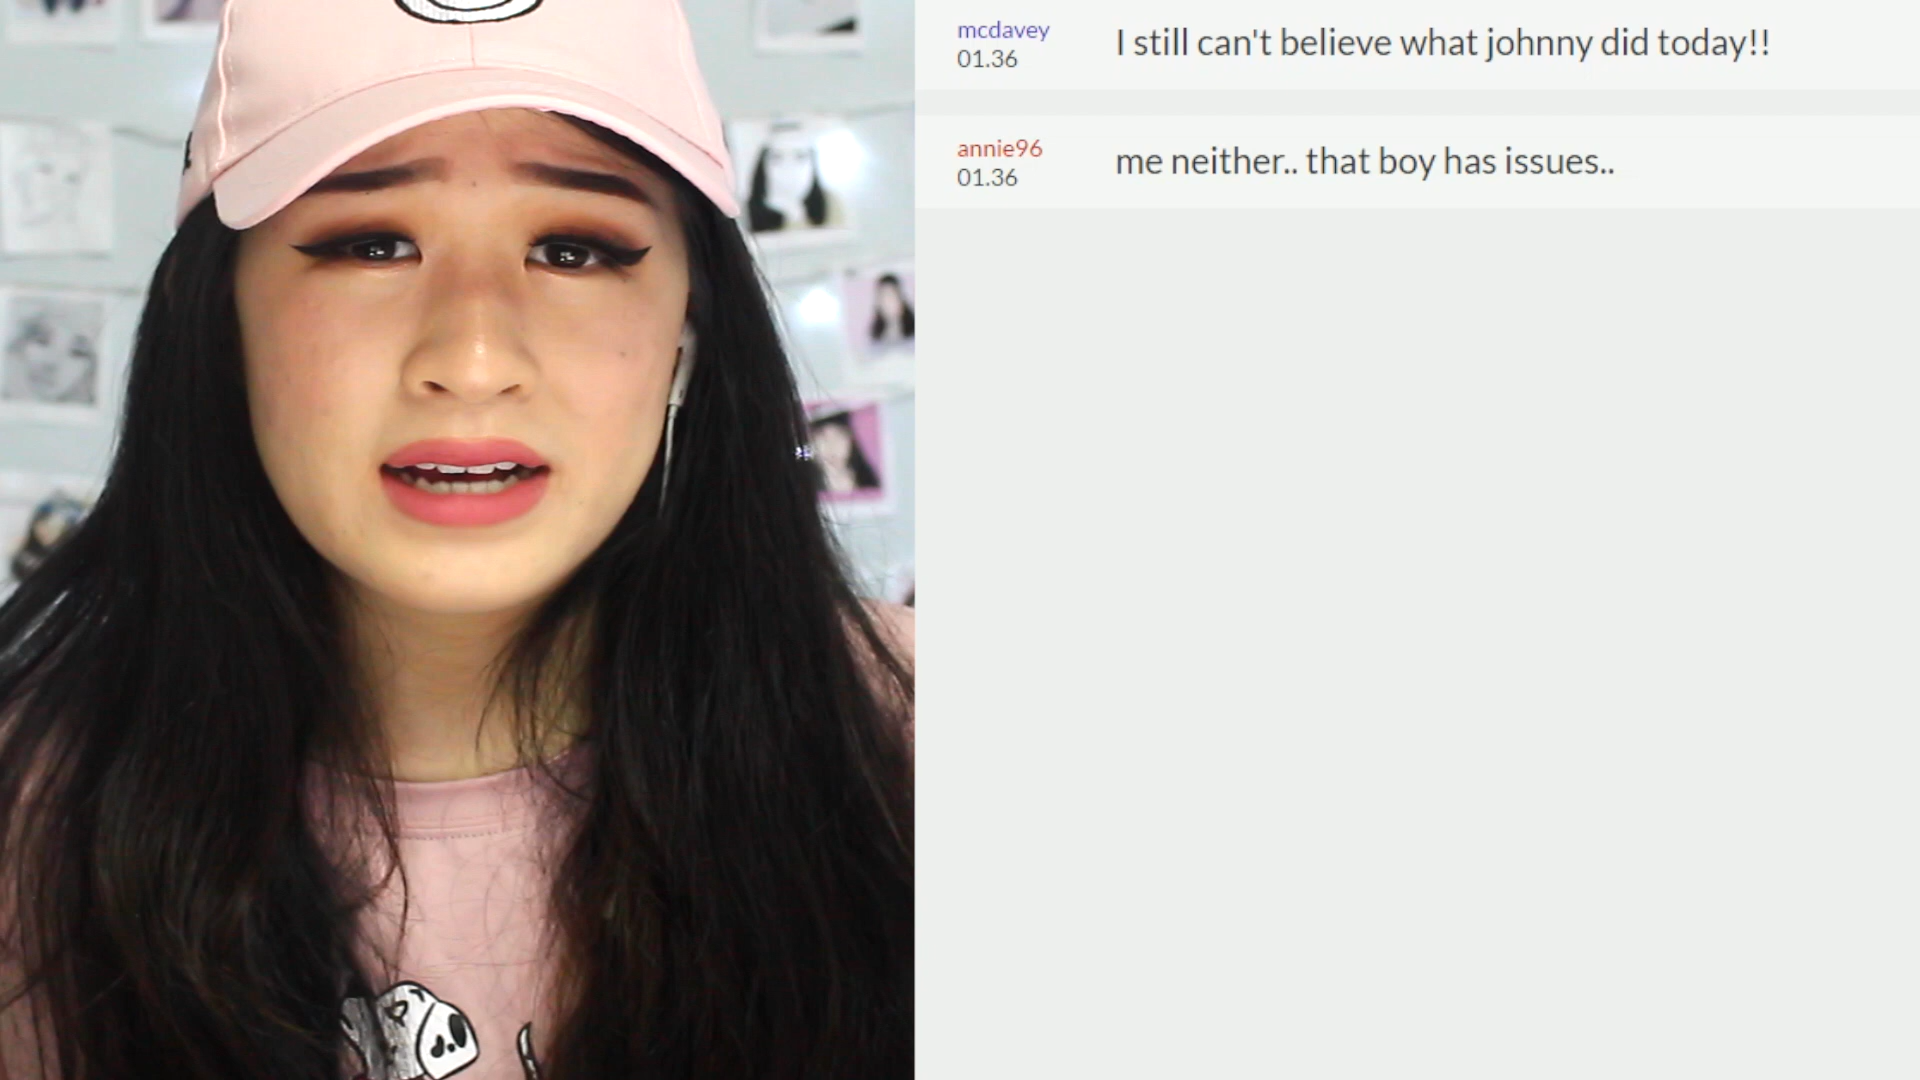 mcdavey
01.36
I still can't believe what johnny did today!!
annie96
01.36
me neither.. that boy has issues..